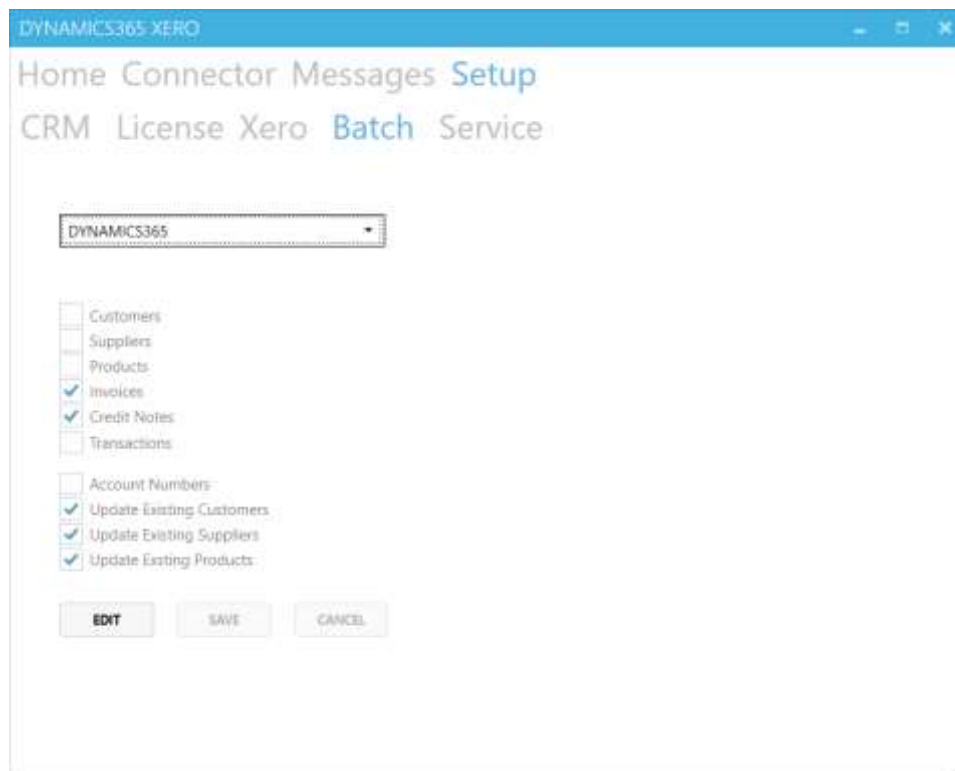 DYNAMICS365 XERO
Home Connector Messages Setup
CRM License Xero Batch Service
DYNAMICS365
Customers
Suppliers
Products
Invoices
Credit Notes
Transactions
Account Numbers
Update Existing Customers
Update Existing Suppliers
Update Existing Products
EDIT SAVE CANCEL